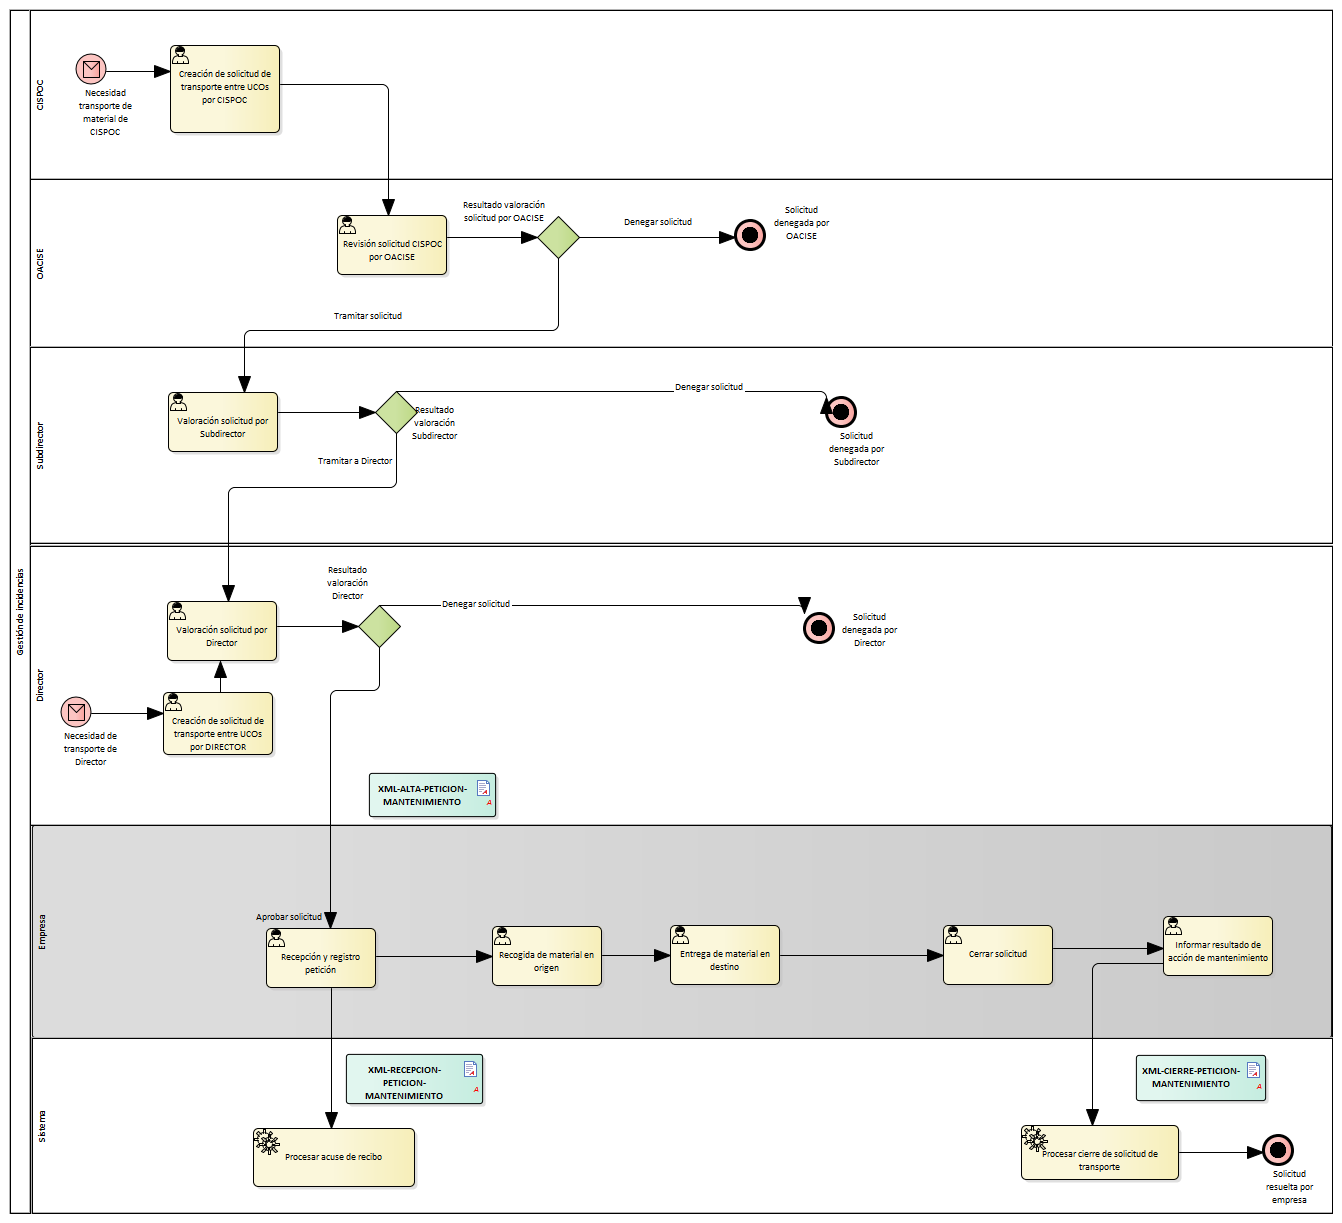 Gestión de incidencias
CISPOC
Necesidad
transporte de
material de
CISPOC
Creación de solicitud de
transporte entre UCOs
por CISPOC
OACISE
Revisión solicitud CISPOC
por OACISE
Resultado valoración
solicitud por OACISE
Denegar solicitud
Solicitud
denegada por
OACISE
Tramitar solicitud
Subdirector
Valoración solicitud por
Subdirector
Resultado
valoración
Subdirector
Denegar solicitud
Solicitud
denegada por
Subdirector
Tramitar a Director
Director
Valoración solicitud por
Director
Resultado
valoración
Director
Denegar solicitud
Solicitud
denegada por
Director
Necesidad de
transporte de
Director
Creación de solicitud de
transporte entre UCOs
por DIRECTOR
XML-ALTA-PETICION-
MANTENIMIENTO
A
Empresa
Aprobar solicitud
Recepción y registro
petición
Recogida de material en
origen
Entrega de material en
destino
Cerrar solicitud
Informar resultado de
acción de mantenimiento
Sistema
XML-RECEPCION-
PETICION-
MANTENIMIENTO
A
XML-CIERRE-PETICION-
MANTENIMIENTO
A
Procesar acuse de recibo
Procesar cierre de solicitud de
transporte
Solicitud
resuelta por
empresa